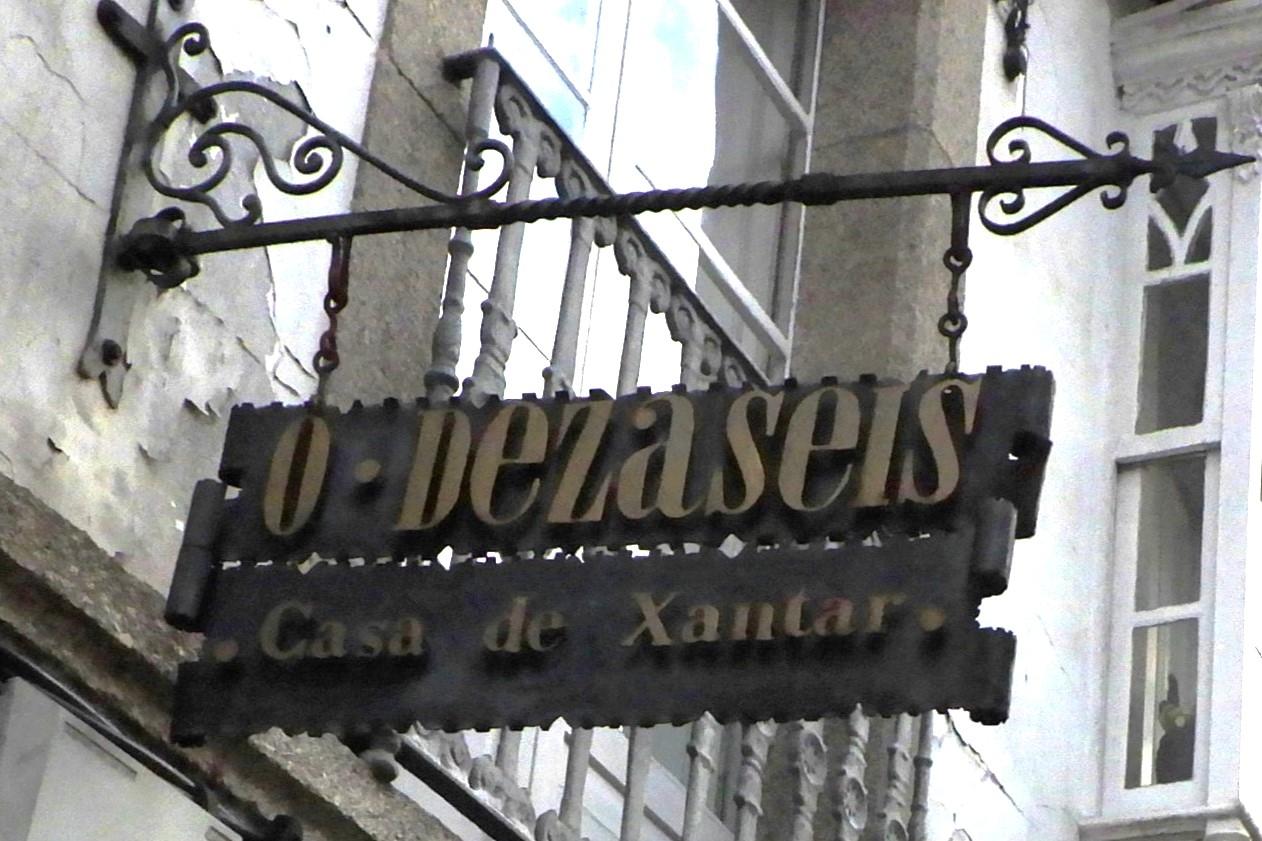 O · DEZASEIS
· Casa de Xantar ·